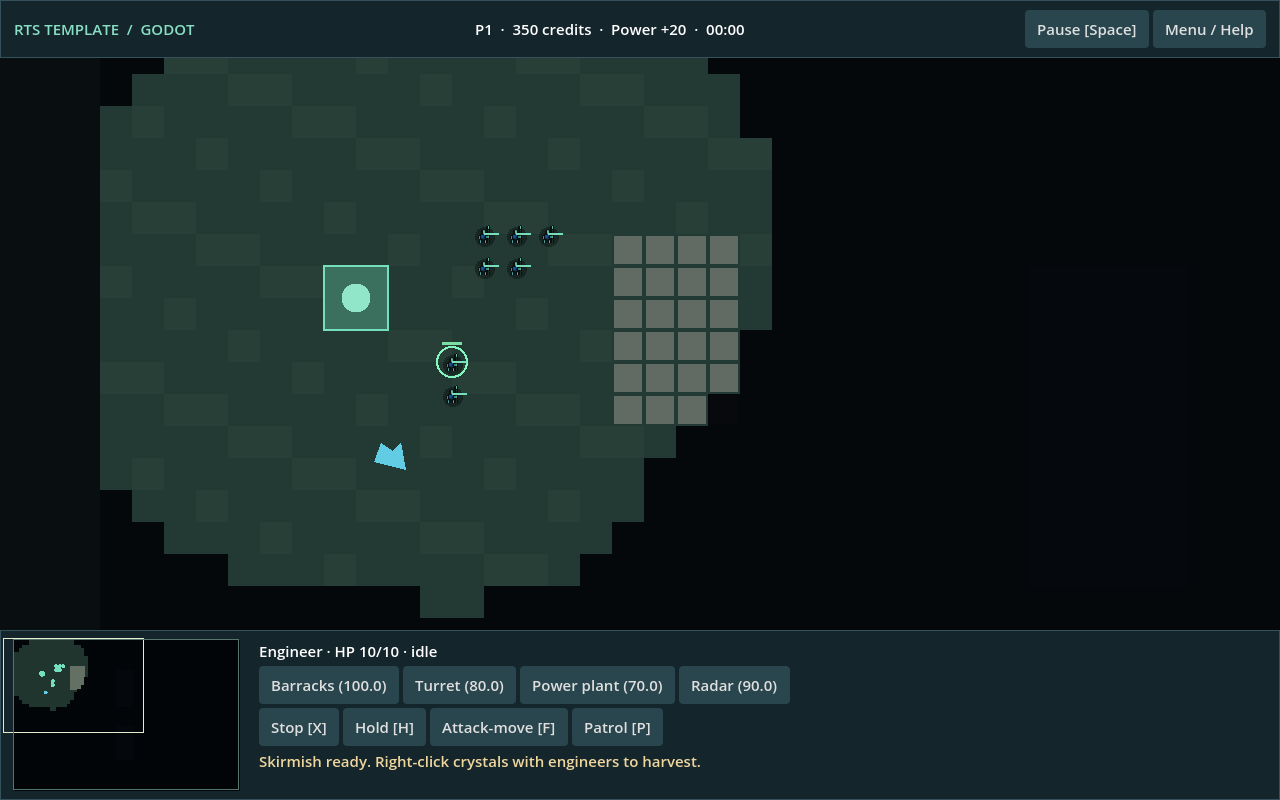 RTS TEMPLATE / GODOT
P1 · 350 credits · Power +20 · 00:00
Pause [Space]
Menu / Help
Engineer · HP 10/10 · idle
Barracks (100.0)
Turret (80.0)
Power plant (70.0)
Radar (90.0)
Stop [X]
Hold [H]
Attack-move [F]
Patrol [P]
Skirmish ready. Right-click crystals with engineers to harvest.